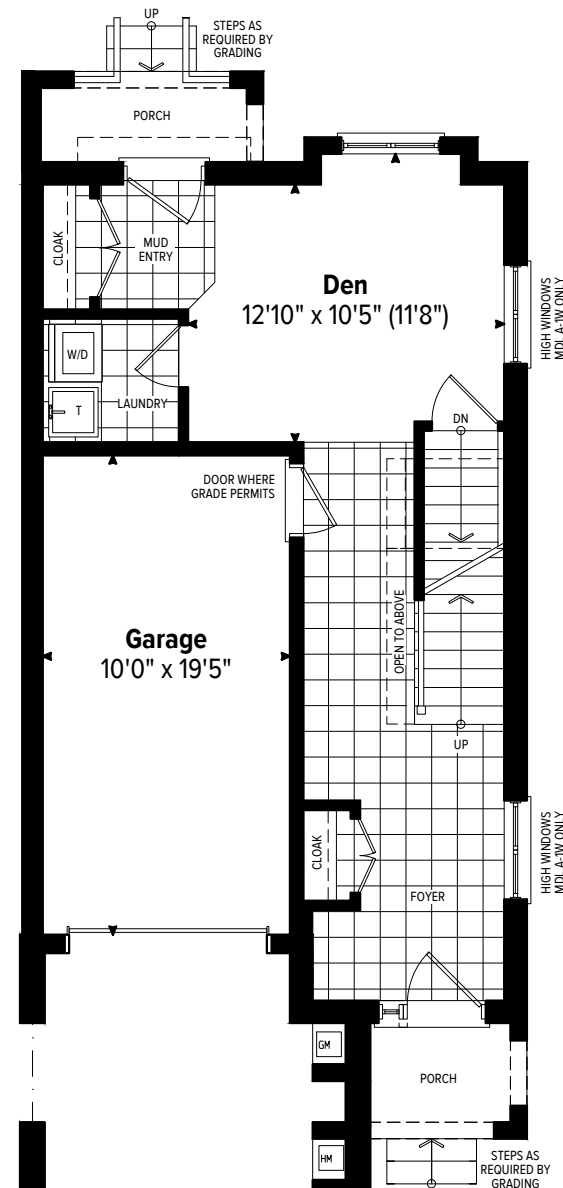 UP
STEPS AS
REQUIRED BY
GRADING
PORCH
CLOAK
MUD
ENTRY
Den
12'10" x 10'5" (11'8")
HIGH WINDOWS
MDL A-1W ONLY
W/D
T
LAUNDRY
DN
DOOR WHERE
GRADE PERMITS
OPEN TO ABOVE
Garage
10'0" x 19'5"
UP
CLOAK
HIGH WINDOWS
MDL A-1W ONLY
FOYER
GM
PORCH
HM
STEPS AS
REQUIRED BY
GRADING
UP